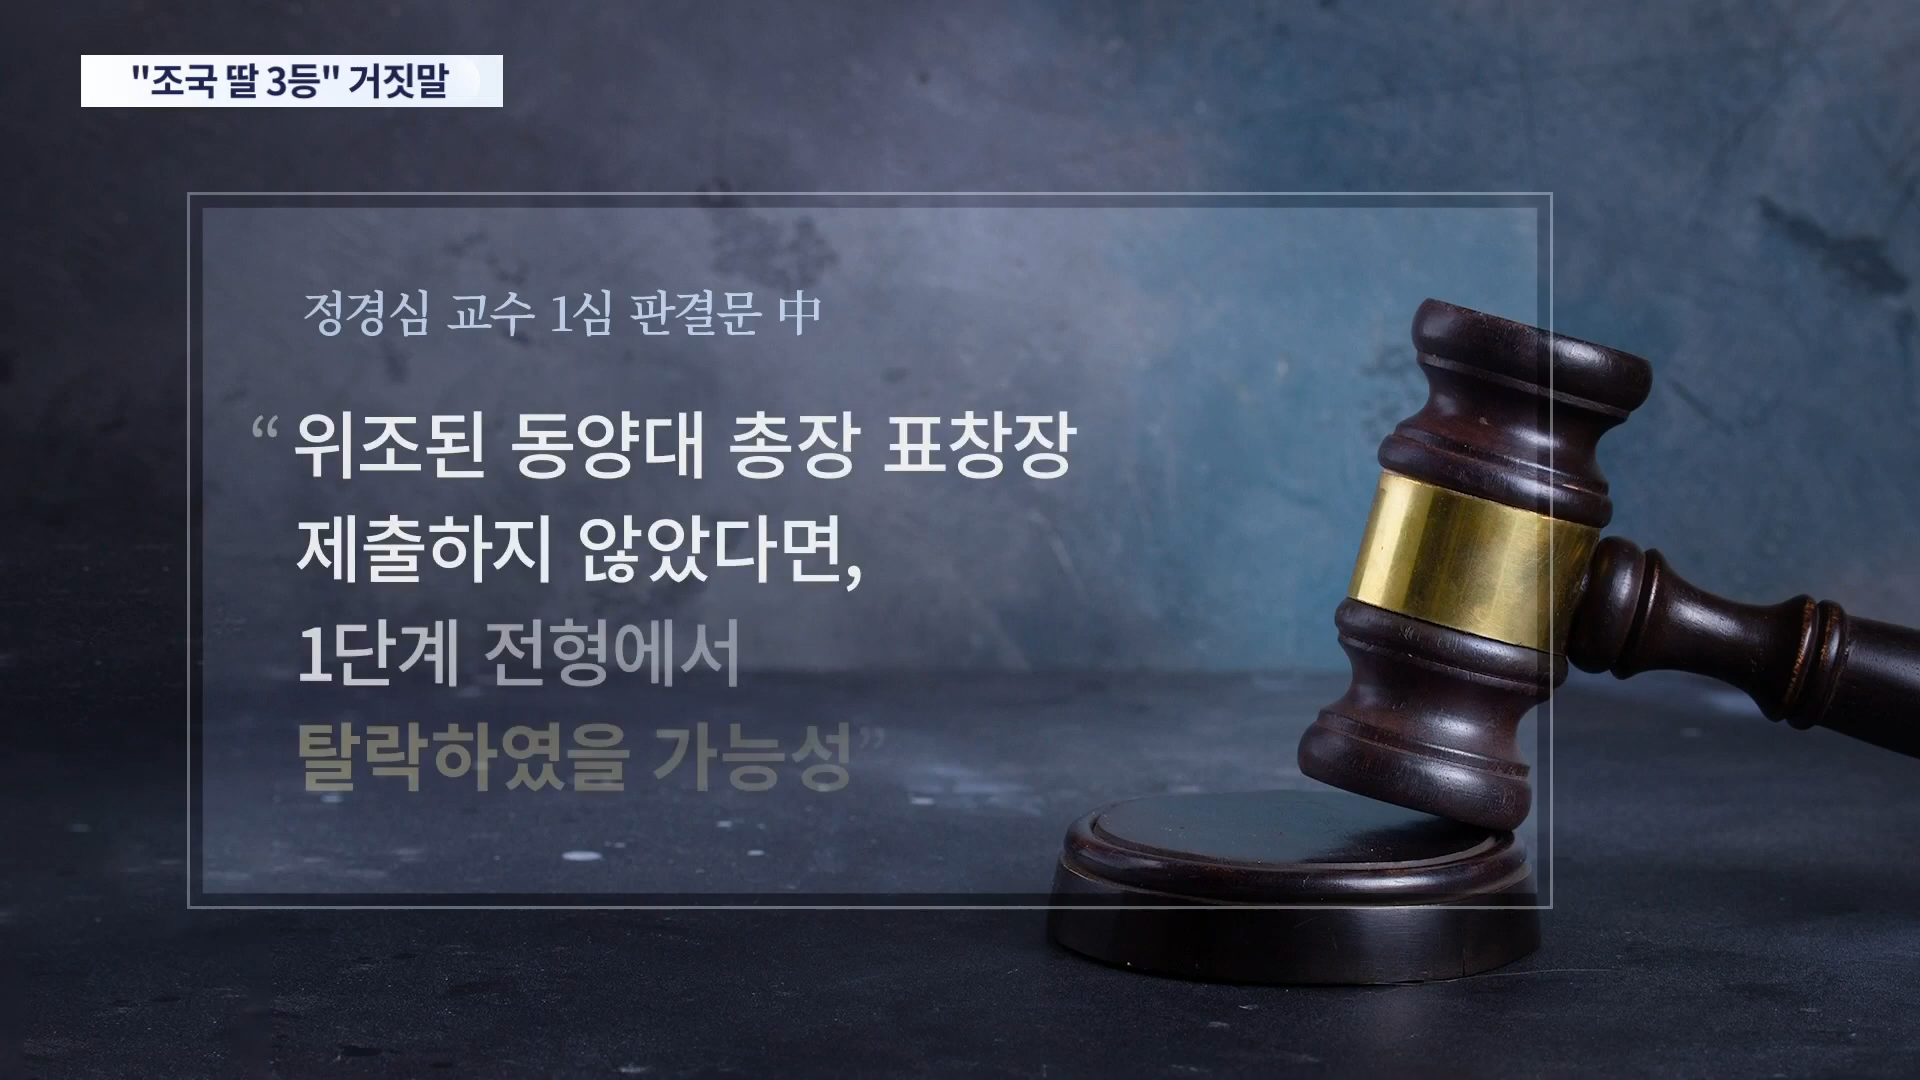 "조국 딸 3등" 거짓말
정경심 교수 1심 판결문 中
“위조된 동양대 총장 표창장
제출하지 않았다면,
1단계 전형에서
탈락하였을 가능성”